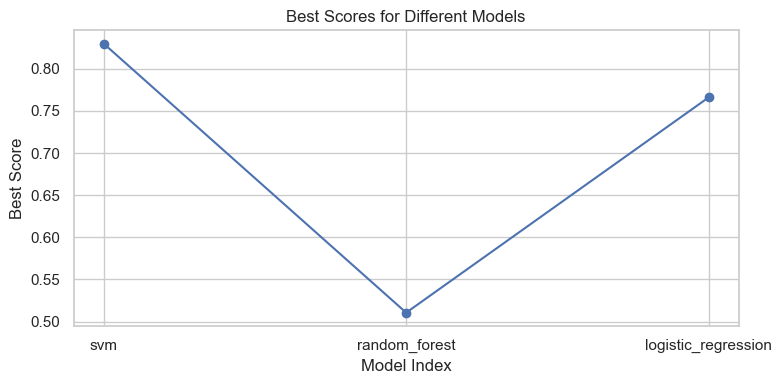 Best Scores for Different Models
Best Score
0.80
0.75
0.70
0.65
0.60
0.55
0.50
svm random_forest logistic_regression
Model Index